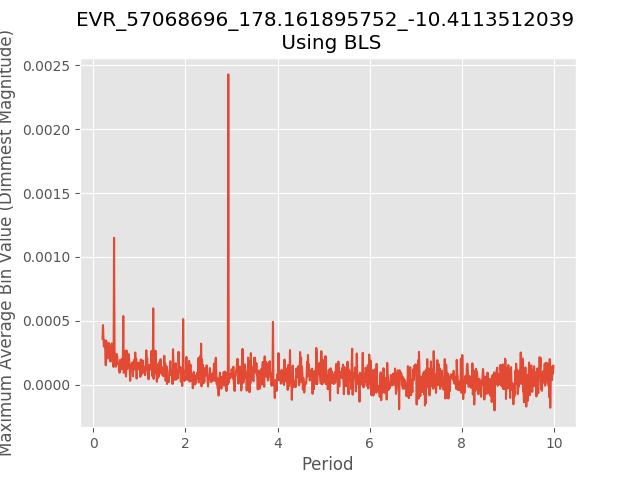 EVR_57068696_178.161895752_-10.4113512039
Using BLS
Maximum Average Bin Value (Dimmest Magnitude)
0.0025
0.0020
0.0015
0.0010
0.0005
0.0000
0 2 4 6 8 10
Period